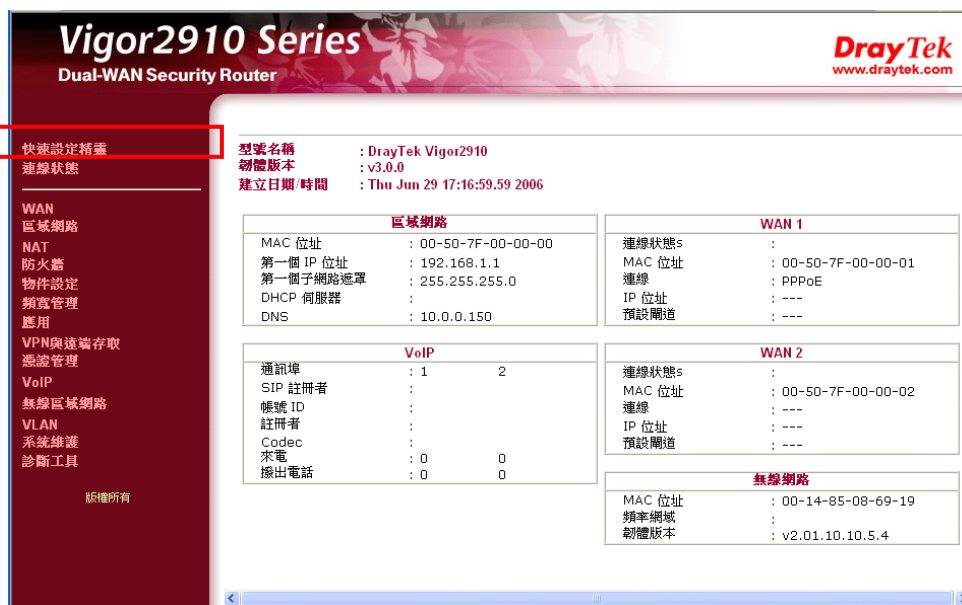 Vigor2910 Series
Dual-WAN Security Router
DrayTek
www.draytek.com
快速設定精靈
連線狀態
WAN
區域網路
NAT
防火牆
物件設定
頻寬管理
應用
VPN與遠端存取
憑證管理
VoIP
無線區域網路
VLAN
系統維護
診斷工具
版權所有
型號名稱 : DrayTek Vigor2910
韌體版本 : v3.0.0
建立日期/時間 : Thu Jun 29 17:16:59.59 2006
區域網路
MAC 位址 : 00-50-7F-00-00-00
第一個 IP 位址 : 192.168.1.1
第一個子網路遮罩 : 255.255.255.0
DHCP 伺服器 :
DNS : 10.0.0.150
WAN 1
連線狀態s :
MAC 位址 : 00-50-7F-00-00-01
連線 : PPPoE
IP 位址 : ---
預設閘道 : ---
VoIP
通訊埠 : 1 2
SIP 註冊者 :
帳號 ID :
註冊者 :
Codec :
來電 : 0 0
撥出電話 : 0 0
WAN 2
連線狀態s :
MAC 位址 : 00-50-7F-00-00-02
連線 : ---
IP 位址 : ---
預設閘道 : ---
無線網路
MAC 位址 : 00-14-85-08-69-19
頻率網域 :
韌體版本 : v2.01.10.10.5.4